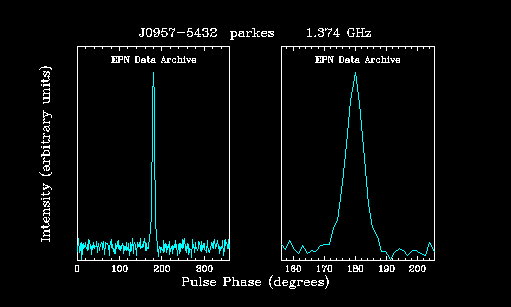 J0957-5432 parkes 1.374 GHz
EPN Data Archive
EPN Data Archive
Intensity (arbitrary units)
0 100 200 300
160 170 180 190 200
Pulse Phase (degrees)